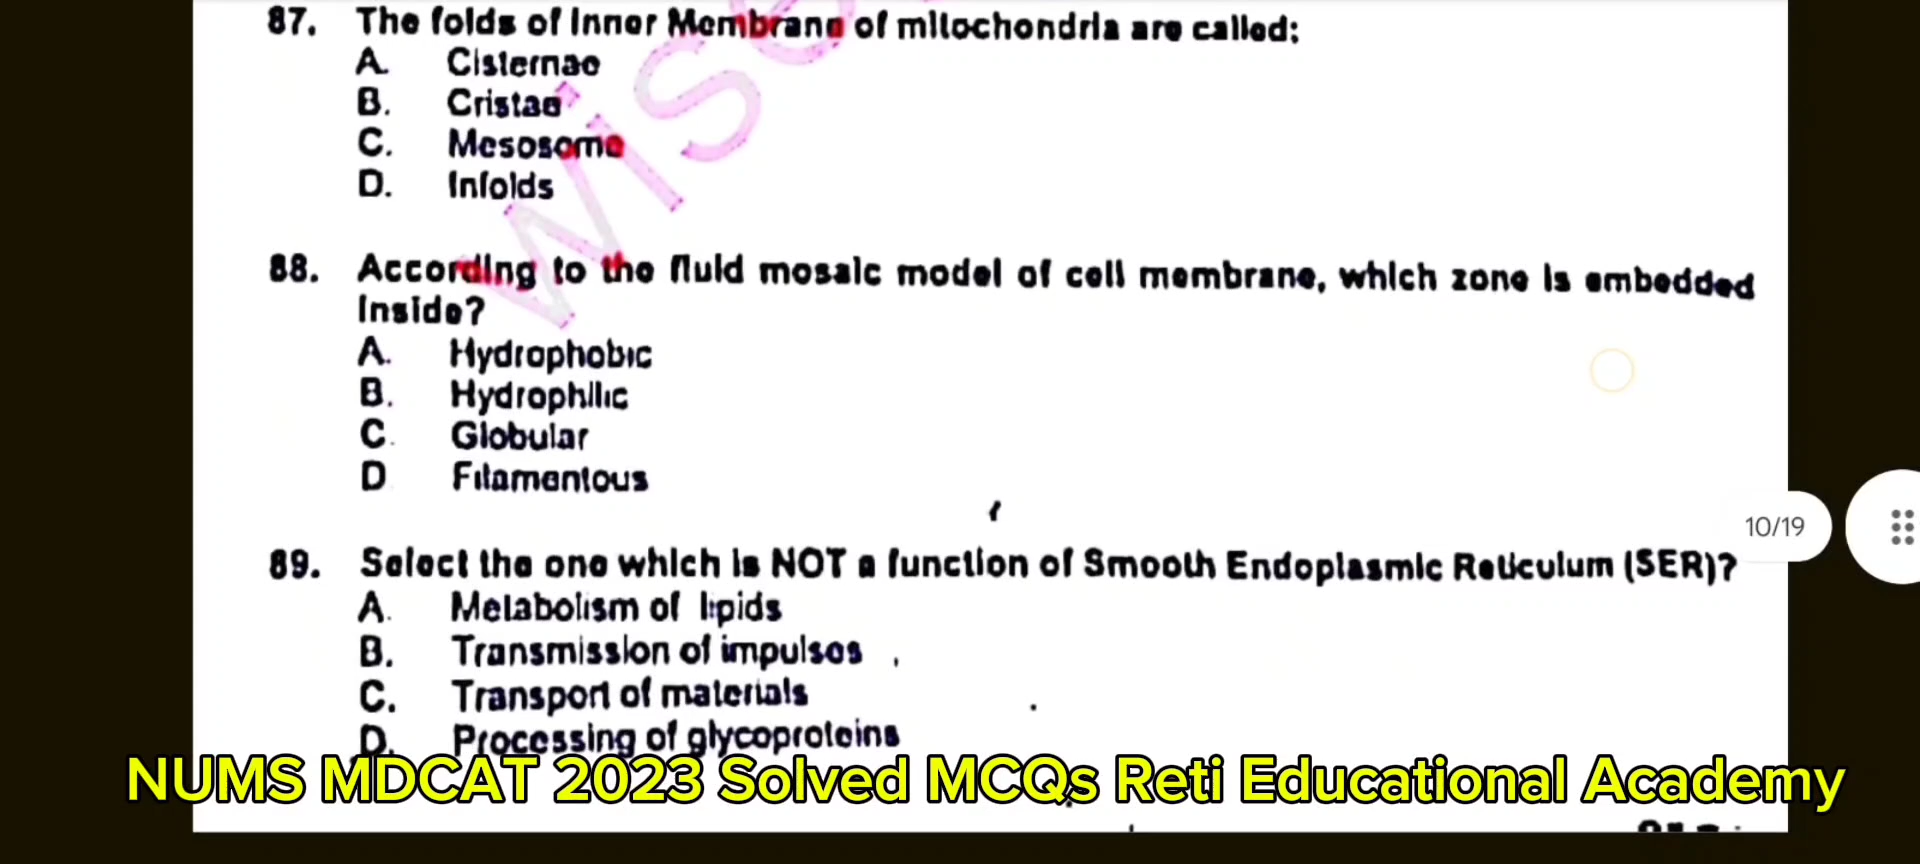 87. The folds of Inner Membrane of mitochondria are called:
A. Cisternae
B. Cristae
C. Mesosome
D. Infolds
88. According to the fluid mosaic model of cell membrane, which zone is embedded
Inside?
A. Hydrophobic
B. Hydrophilic
C. Globular
D Filamentous
10/19
89. Select the one which is NOT a function of Smooth Endoplasmic Reticulum (SER)?
A. Metabolism of lipids
B. Transmission of impulses
C. Transport of materials
D. Processing of glycoproteins
NUMS MDCAT 2023 Solved MCQs Reti Educational Academy